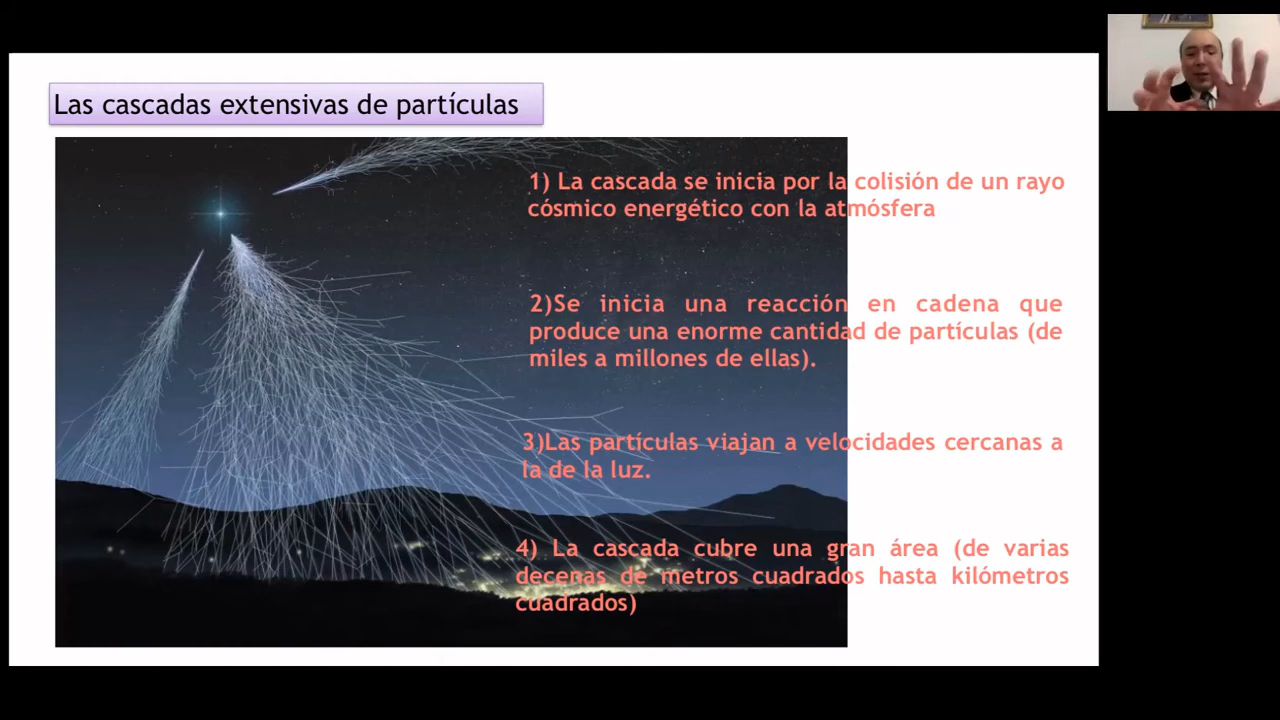 Las cascadas extensivas de partículas
1) La cascada se inicia por la colisión de un rayo
cósmico energético con la atmósfera
2)Se inicia una reacción en cadena que
produce una enorme cantidad de partículas (de
miles a millones de ellas).
3)Las partículas viajan a velocidades cercanas a
la de la luz.
4) La cascada cubre una gran área (de varias
decenas de metros cuadrados hasta kilómetros
cuadrados)